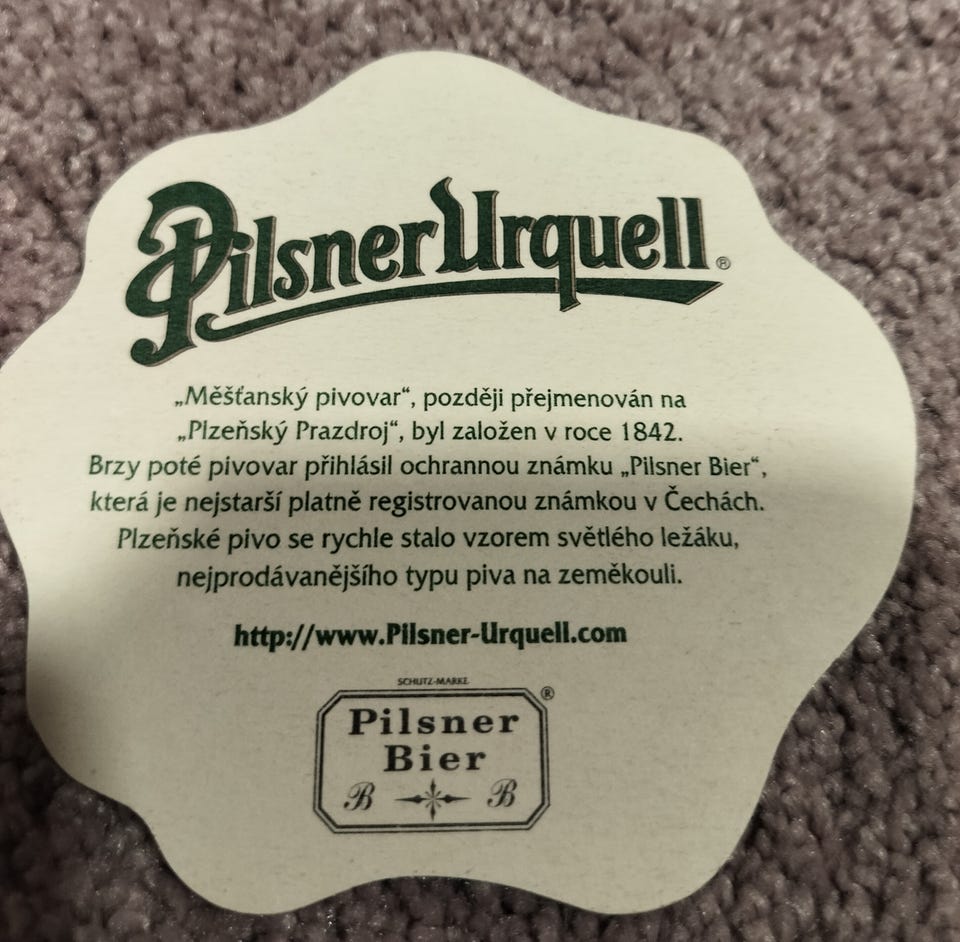 Pilsner Urquell®
„Měšťanský pivovar“, později přejmenován na
„Plzeňský Prazdroj“, byl založen v roce 1842.
Brzy poté pivovar přihlásil ochrannou známku „Pilsner Bier“,
která je nejstarší platně registrovanou známkou v Čechách.
Plzeňské pivo se rychle stalo vzorem světlého ležáku,
nejprodávanějšího typu piva na zeměkouli.
http://www.Pilsner-Urquell.com
SCHUTZ-MARKE
®
Pilsner
Bier
B B